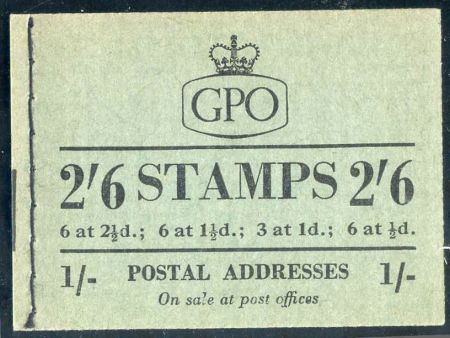 GPO
2'6 STAMPS 2'6
6 at 2½d.; 6 at 1½d.; 3 at 1d.; 6 at ½d.
1/- POSTAL ADDRESSES 1/-
On sale at post offices